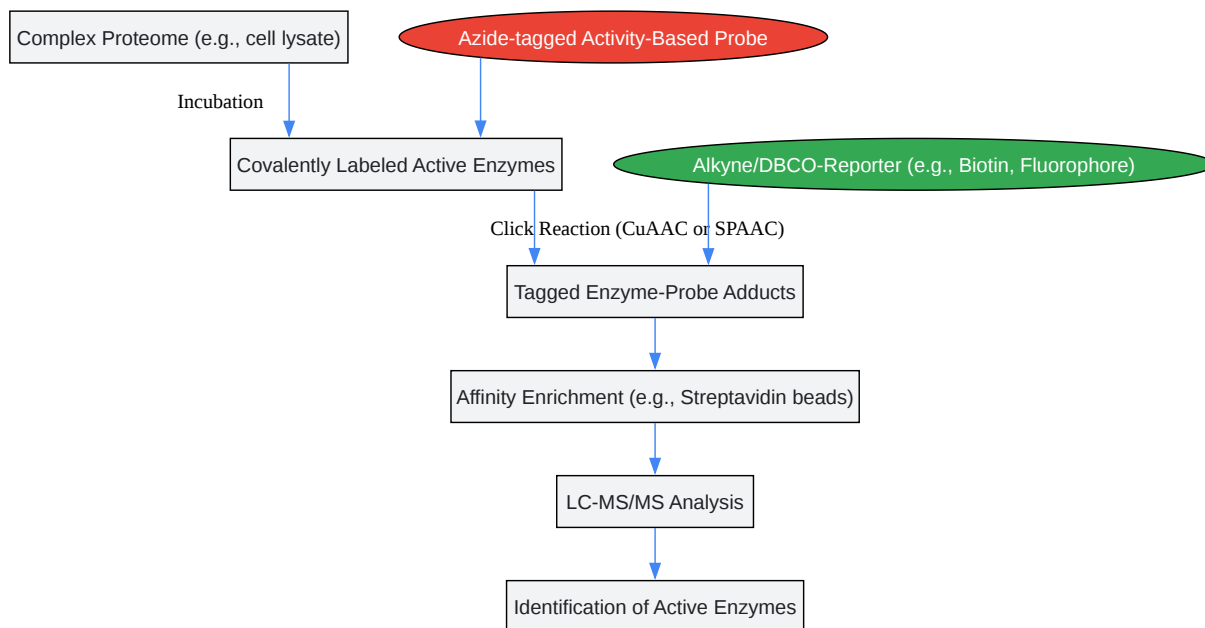 Complex Proteome (e.g., cell lysate)
Azide-tagged Activity-Based Probe
Incubation
Covalently Labeled Active Enzymes
Alkyne/DBCO-Reporter (e.g., Biotin, Fluorophore)
Click Reaction (CuAAC or SPAAC)
Tagged Enzyme-Probe Adducts
Affinity Enrichment (e.g., Streptavidin beads)
LC-MS/MS Analysis
Identification of Active Enzymes